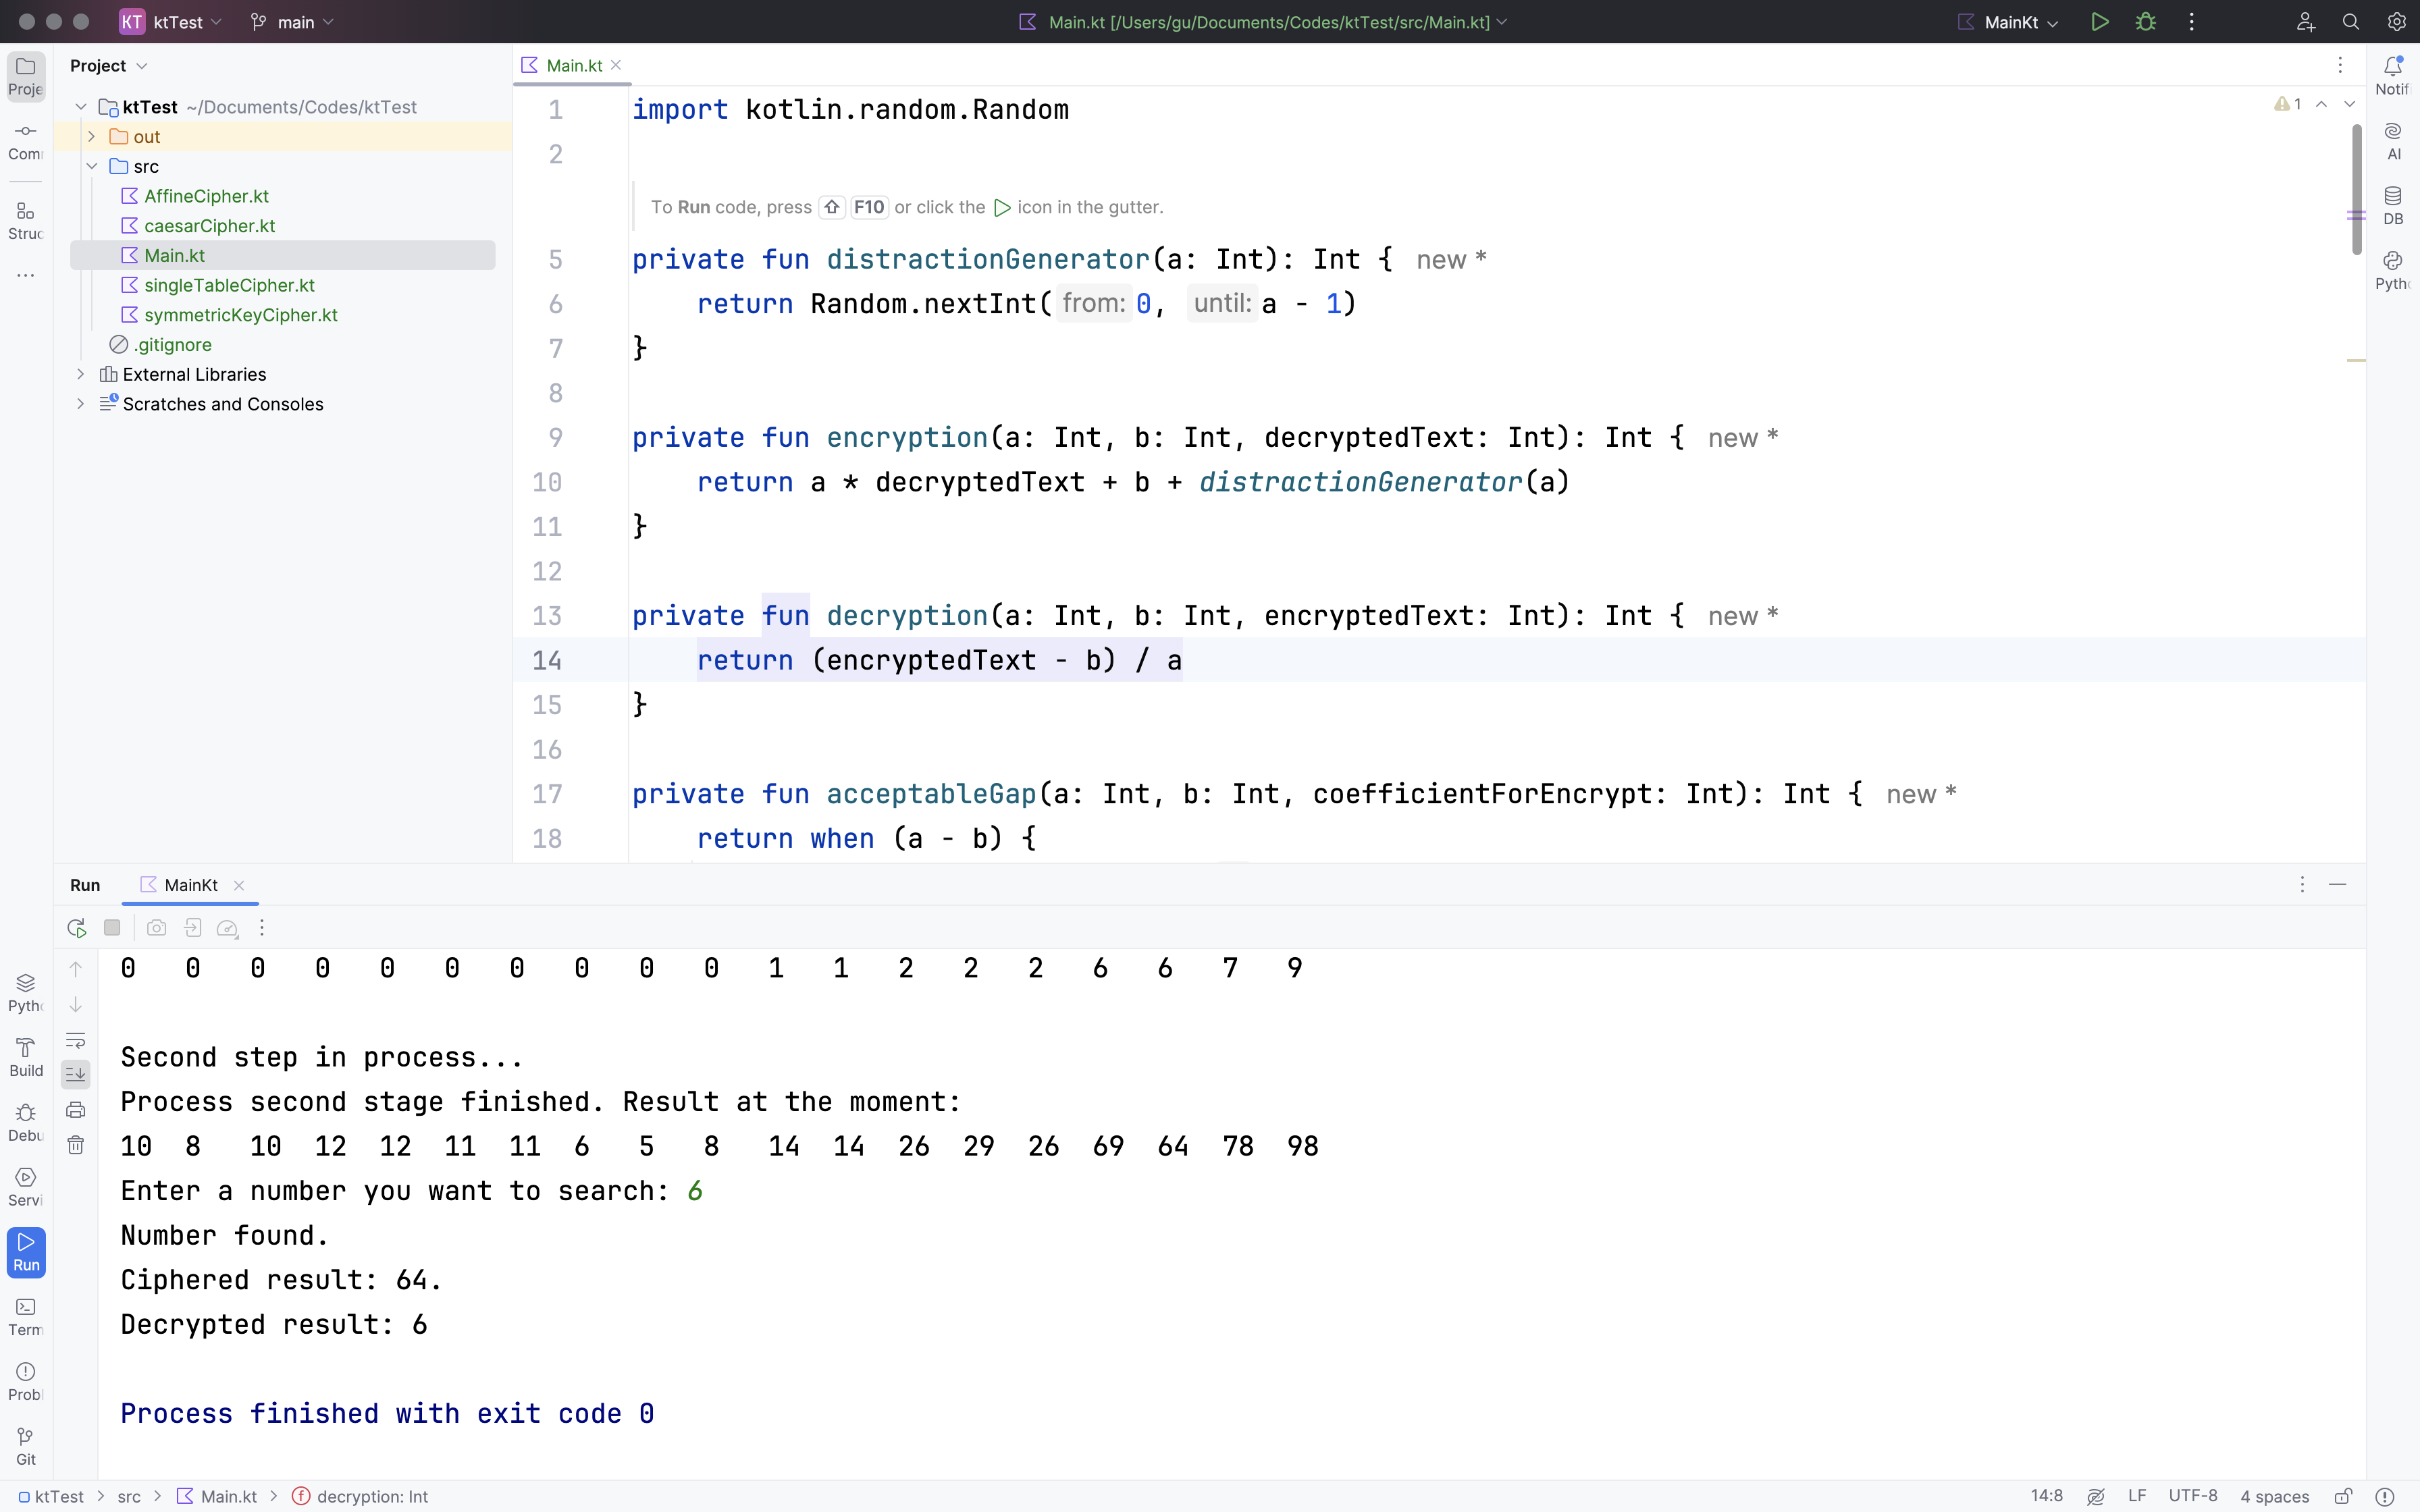 KT ktTest main Main.kt [/Users/gu/Documents/Codes/ktTest/src/Main.kt] MainKt
Project
Main.kt
Proje
Notif
ktTest ~/Documents/Codes/ktTest
out
src
AffineCipher.kt
caesarCipher.kt
Main.kt
singleTableCipher.kt
symmetricKeyCipher.kt
.gitignore
External Libraries
Scratches and Consoles
Com
Struc
1 import kotlin.random.Random
2
To Run code, press ⇧ F10 or click the icon in the gutter.
5 private fun distractionGenerator(a: Int): Int { new *
6 return Random.nextInt( from: 0, until: a - 1)
7 }
8
9 private fun encryption(a: Int, b: Int, decryptedText: Int): Int { new *
10 return a * decryptedText + b + distractionGenerator(a)
11 }
12
13 private fun decryption(a: Int, b: Int, encryptedText: Int): Int { new *
14 return (encryptedText - b) / a
15 }
16
17 private fun acceptableGap(a: Int, b: Int, coefficientForEncrypt: Int): Int { new *
18 return when (a - b) {
1
AI
DB
Pyth
Run MainKt
0 0 0 0 0 0 0 0 0 0 1 1 2 2 2 6 6 7 9
Second step in process...
Process second stage finished. Result at the moment:
10 8 10 12 12 11 11 6 5 8 14 14 26 29 26 69 64 78 98
Enter a number you want to search: 6
Number found.
Ciphered result: 64.
Decrypted result: 6
Process finished with exit code 0
Pyth
Build
Debu
Servi
Run
Term
Probl
Git
ktTest > src > Main.kt > decryption: Int
14:8 LF UTF-8 4 spaces